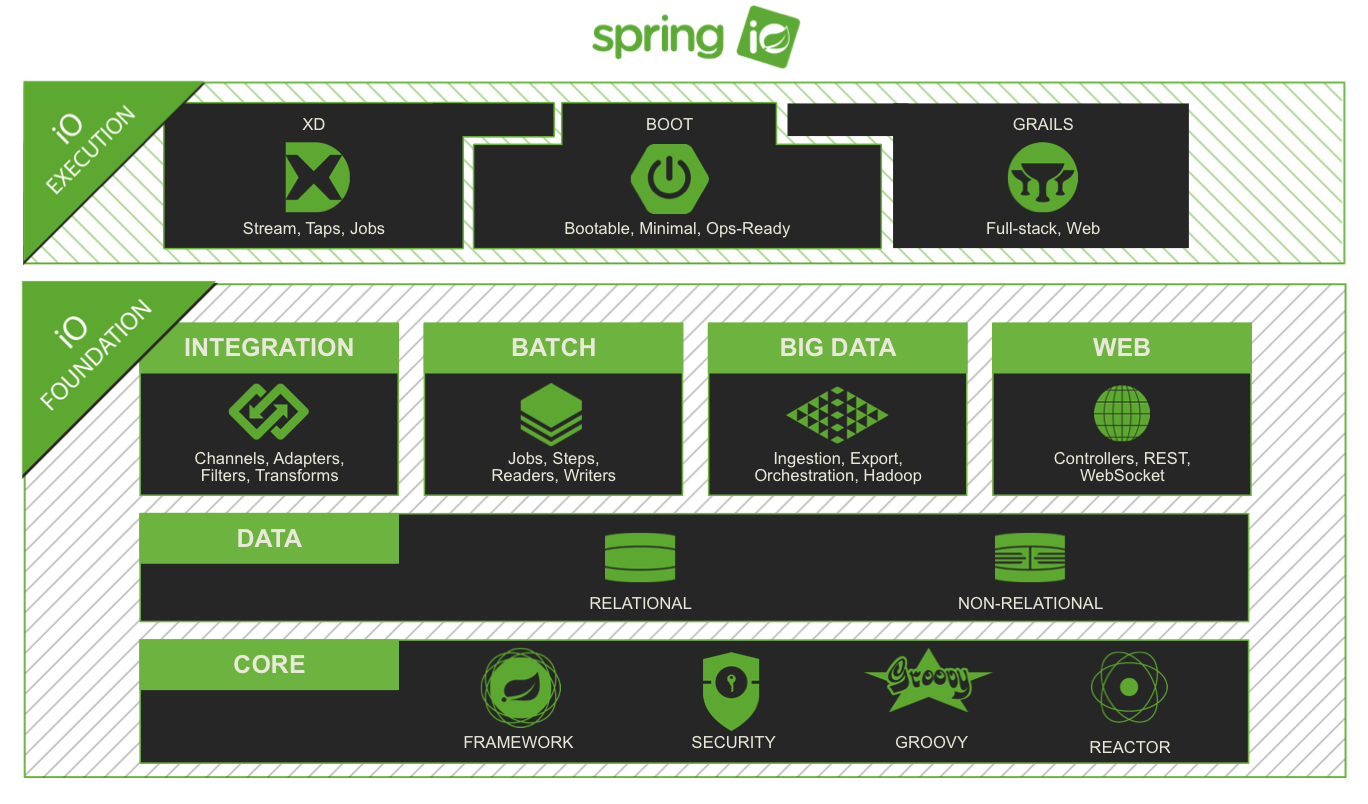 spring iO
iO
EXECUTION
XD
Stream, Taps, Jobs
BOOT
Bootable, Minimal, Ops-Ready
GRAILS
Full-stack, Web
iO
FOUNDATION
INTEGRATION
Channels, Adapters,
Filters, Transforms
BATCH
Jobs, Steps,
Readers, Writers
BIG DATA
Ingestion, Export,
Orchestration, Hadoop
WEB
Controllers, REST,
WebSocket
DATA
RELATIONAL
NON-RELATIONAL
CORE
FRAMEWORK
SECURITY
Groovy
GROOVY
REACTOR